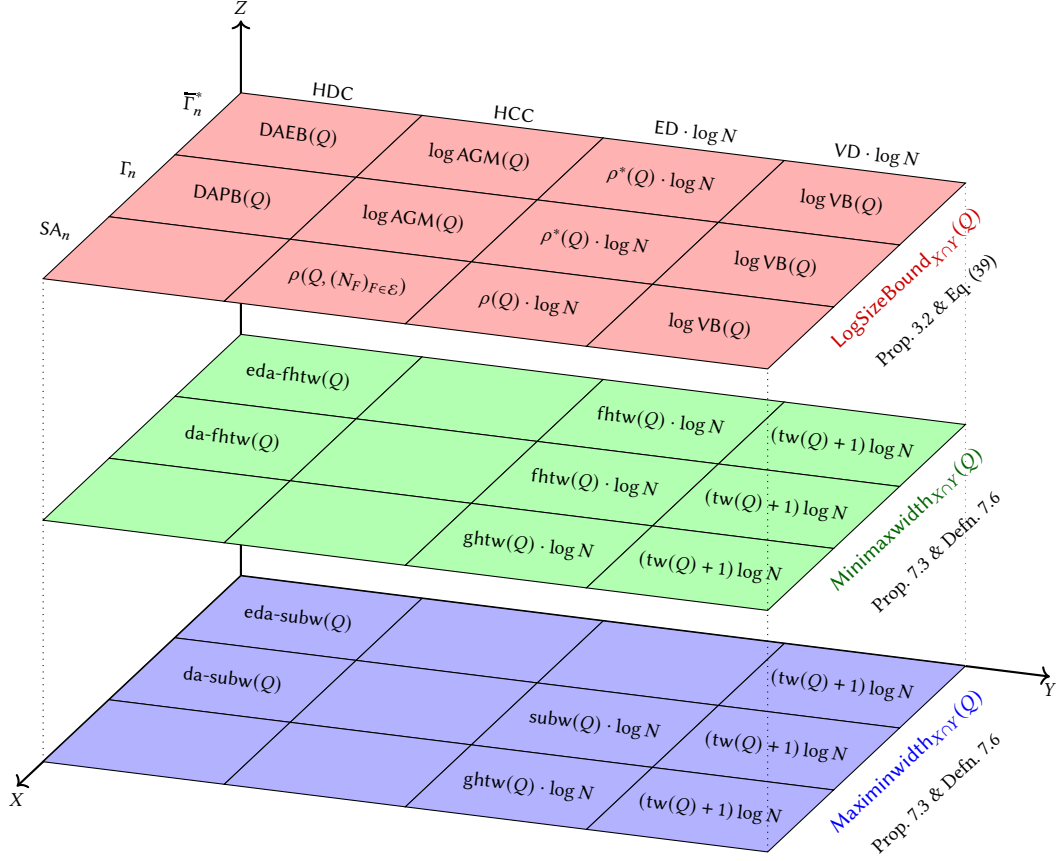 Z
HDC
HCC
ED · log N
VD · log N
Γ̅*ₙ
Γₙ
SAₙ
DAEB(Q)
log AGM(Q)
ρ*(Q) · log N
log VB(Q)
DAPB(Q)
log AGM(Q)
ρ*(Q) · log N
log VB(Q)
ρ(Q, (N_F)_{F∈ℰ})
ρ(Q) · log N
log VB(Q)
LogSizeBound_{X∩Y}(Q)
Prop. 3.2 & Eq. (39)
eda-fhtw(Q)
fhtw(Q) · log N
(tw(Q) + 1) log N
da-fhtw(Q)
fhtw(Q) · log N
(tw(Q) + 1) log N
ghtw(Q) · log N
(tw(Q) + 1) log N
Minimaxwidth_{X∩Y}(Q)
Prop. 7.3 & Defn. 7.6
eda-subw(Q)
(tw(Q) + 1) log N
da-subw(Q)
subw(Q) · log N
(tw(Q) + 1) log N
ghtw(Q) · log N
(tw(Q) + 1) log N
Maximinwidth_{X∩Y}(Q)
Prop. 7.3 & Defn. 7.6
Y
X